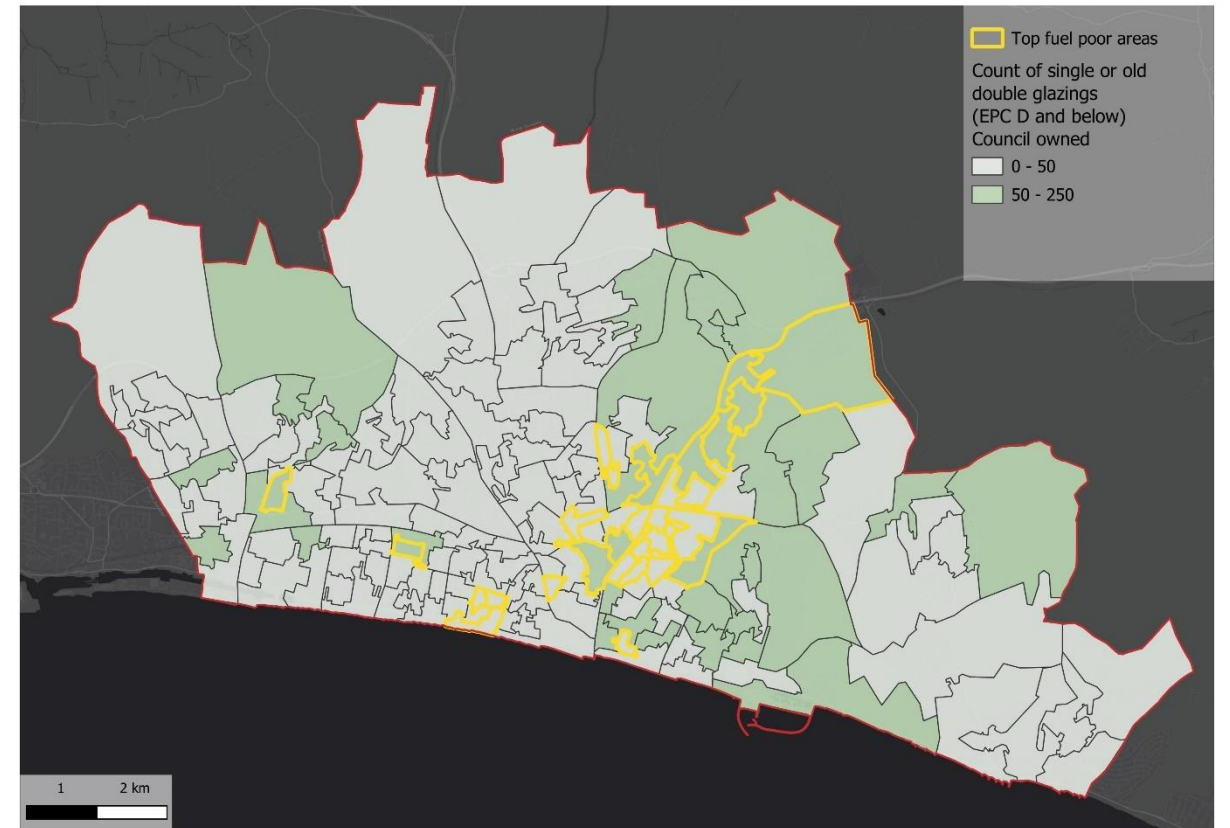 Top fuel poor areas
Count of single or old
double glazings
(EPC D and below)
Council owned
0 - 50
50 - 250
1 2 km